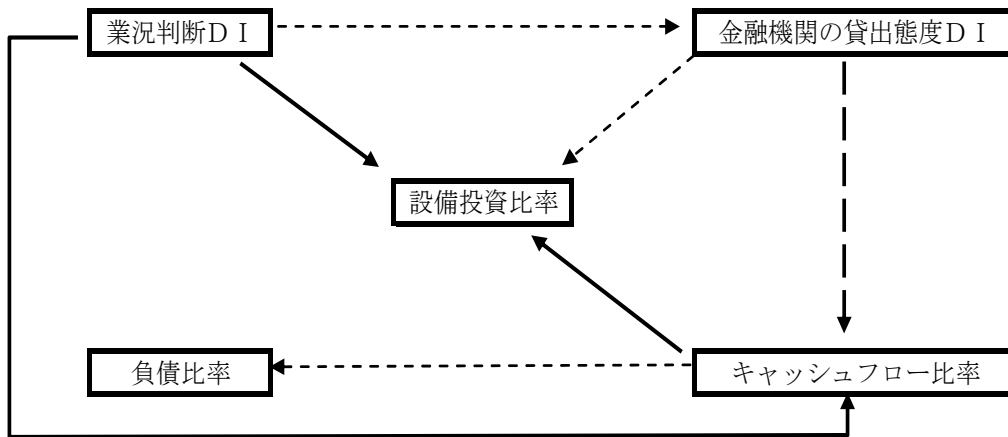 業況判断ＤＩ
金融機関の貸出態度ＤＩ
設備投資比率
負債比率
キャッシュフロー比率